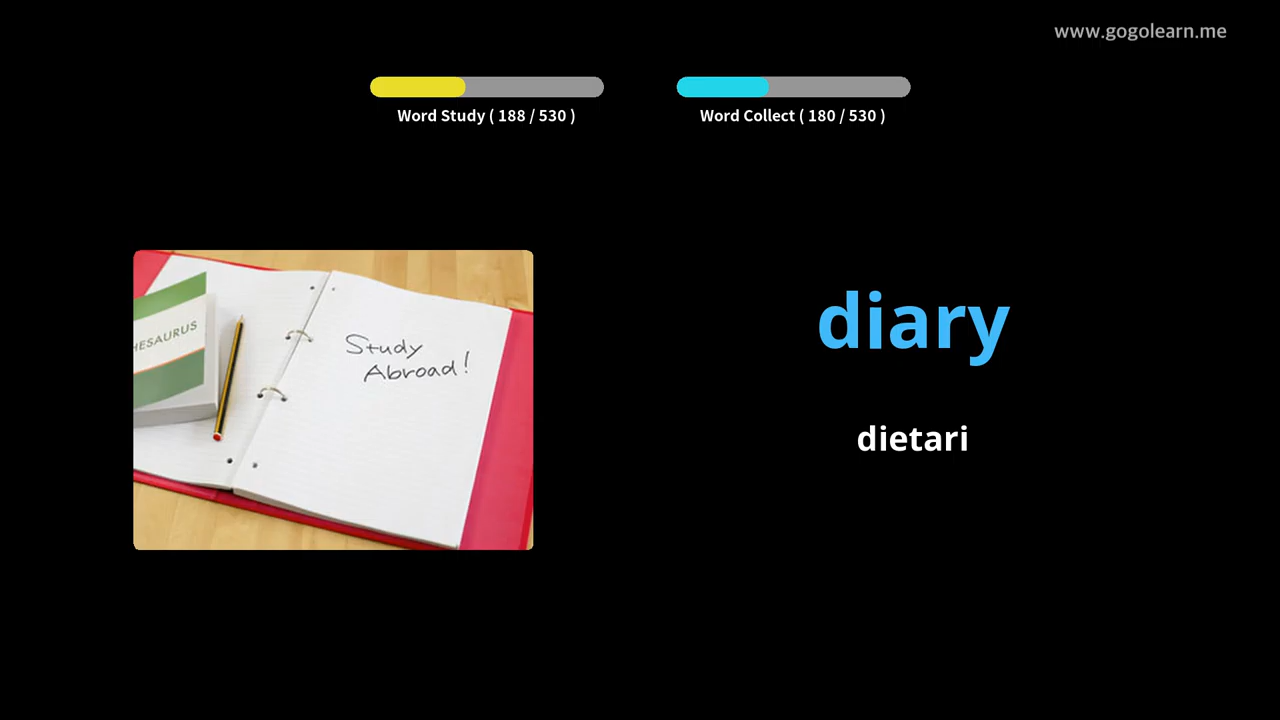 www.gogolearn.me
Word Study ( 188 / 530 )
Word Collect ( 180 / 530 )
HESAURUS
Study
Abroad!
diary
dietari